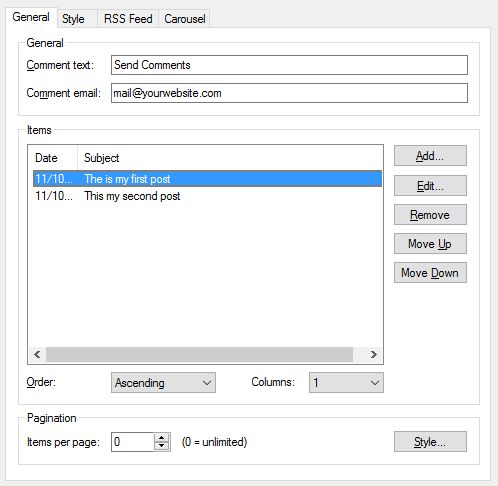 General Style RSS Feed Carousel
General
Comment text: Send Comments
Comment email: mail@yourwebsite.com
Items
Date Subject
11/10... The is my first post
11/10... This my second post
Add...
Edit...
Remove
Move Up
Move Down
Order: Ascending Columns: 1
Pagination
Items per page: 0 (0 = unlimited) Style...